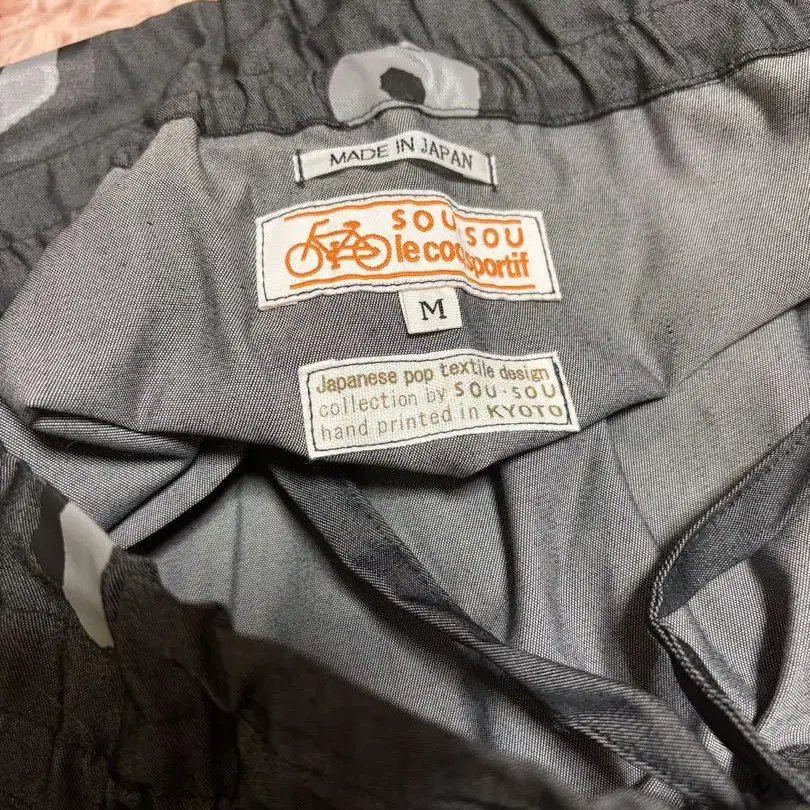 MADE IN JAPAN
SOU SOU
le coq sportif
M
Japanese pop textile design
collection by SOU·SOU
hand printed in KYOTO